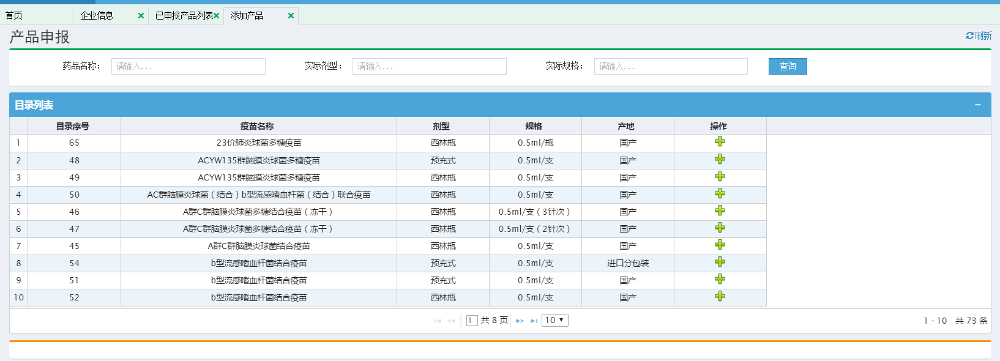 首页 企业信息 已申报产品列表 添加产品
产品申报 刷新
药品名称： 请输入... 实际剂型： 请输入... 实际规格： 请输入... 查询
目录列表
目录序号 疫苗名称 剂型 规格 产地 操作
1 65 23价肺炎球菌多糖疫苗 西林瓶 0.5ml/瓶 国产
2 48 ACYW135群脑膜炎球菌多糖疫苗 预充式 0.5ml/支 国产
3 49 ACYW135群脑膜炎球菌多糖疫苗 西林瓶 0.5ml/支 国产
4 50 AC群脑膜炎球菌（结合）b型流感嗜血杆菌（结合）联合疫苗 西林瓶 0.5ml/支 国产
5 46 A群C群脑膜炎球菌多糖结合疫苗（冻干） 西林瓶 0.5ml/支（3针次） 国产
6 47 A群C群脑膜炎球菌多糖结合疫苗（冻干） 西林瓶 0.5ml/支（2针次） 国产
7 45 A群C群脑膜炎球菌结合疫苗 西林瓶 0.5ml/支 国产
8 54 b型流感嗜血杆菌结合疫苗 预充式 0.5ml/支 进口分包装
9 51 b型流感嗜血杆菌结合疫苗 预充式 0.5ml/支 国产
10 52 b型流感嗜血杆菌结合疫苗 西林瓶 0.5ml/支 国产
1 共 8 页 10 1 - 10 共 73 条